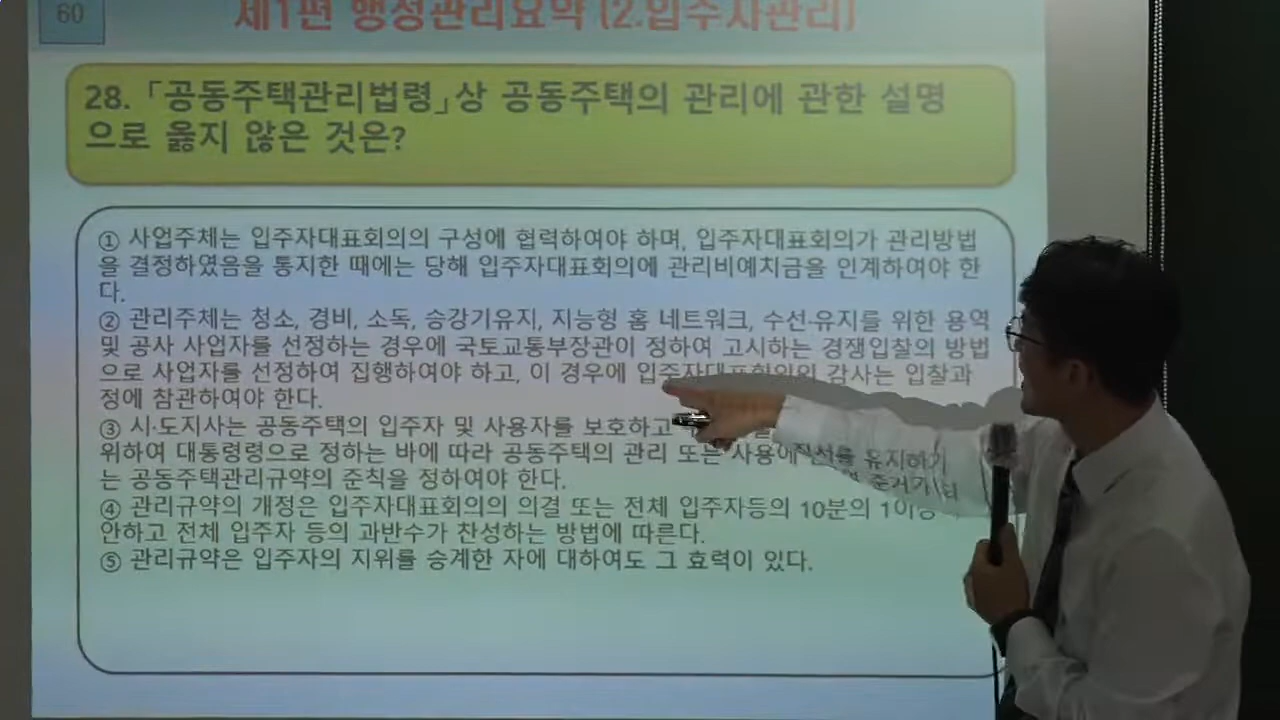 60
제1편 행정관리요약 (2.입주자관리)
28. 「공동주택관리법령」상 공동주택의 관리에 관한 설명
으로 옳지 않은 것은?
① 사업주체는 입주자대표회의의 구성에 협력하여야 하며, 입주자대표회의가 관리방법
을 결정하였음을 통지한 때에는 당해 입주자대표회의에 관리비예치금을 인계하여야 한
다.
② 관리주체는 청소, 경비, 소독, 승강기유지, 지능형 홈 네트워크, 수선·유지를 위한 용역
및 공사 사업자를 선정하는 경우에 국토교통부장관이 정하여 고시하는 경쟁입찰의 방법
으로 사업자를 선정하여 집행하여야 하고, 이 경우에 입주자대표회의의 감사는 입찰과
정에 참관하여야 한다.
③ 시·도지사는 공동주택의 입주자 및 사용자를 보호하고 유지하기
위하여 대통령령으로 정하는 바에 따라 공동주택의 관리 또는 사용에 준거가 되
는 공동주택관리규약의 준칙을 정하여야 한다.
④ 관리규약의 개정은 입주자대표회의의 의결 또는 전체 입주자등의 10분의 1이상
안하고 전체 입주자 등의 과반수가 찬성하는 방법에 따른다.
⑤ 관리규약은 입주자의 지위를 승계한 자에 대하여도 그 효력이 있다.